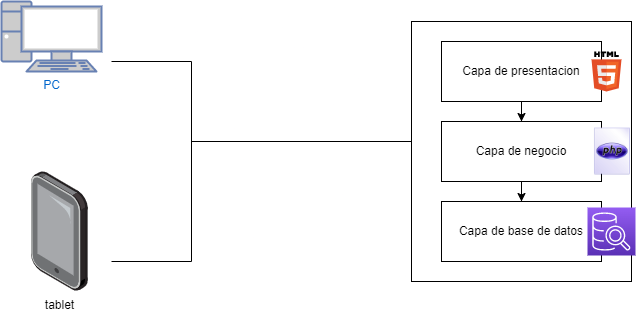 PC
tablet
Capa de presentacion
HTML
5
Capa de negocio
php
Capa de base de datos